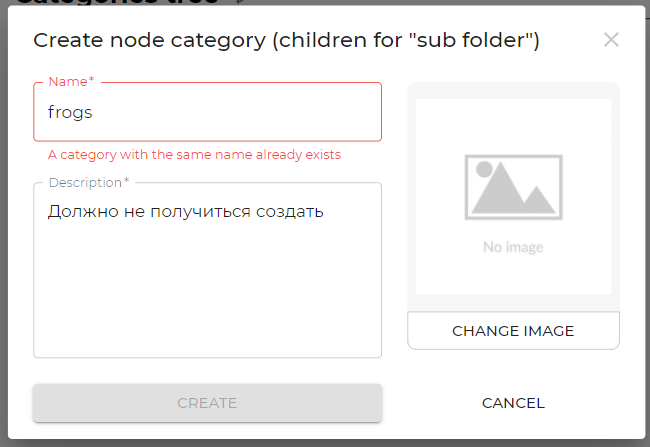 Create node category (children for "sub folder")
Name*
frogs
A category with the same name already exists
Description*
Должно не получиться создать
No image
CHANGE IMAGE
CREATE
CANCEL